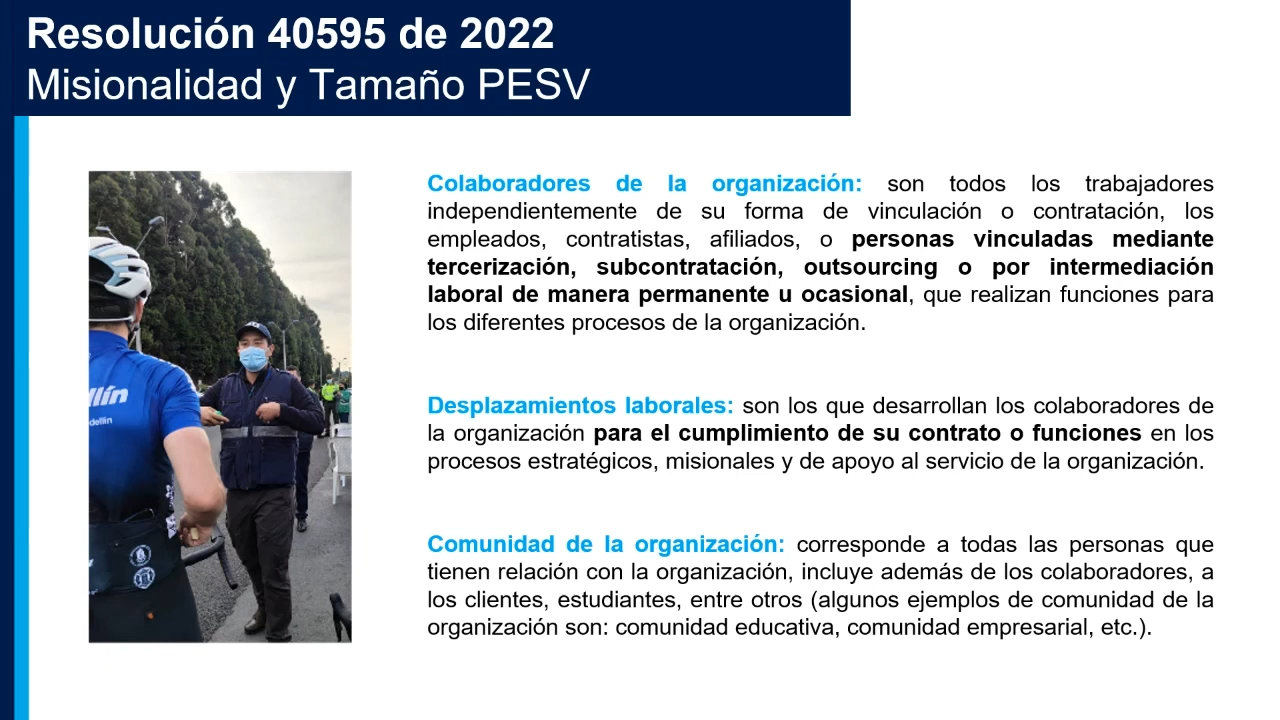 Resolución 40595 de 2022
Misionalidad y Tamaño PESV
Colaboradores de la organización: son todos los trabajadores
independientemente de su forma de vinculación o contratación, los
empleados, contratistas, afiliados, o personas vinculadas mediante
tercerización, subcontratación, outsourcing o por intermediación
laboral de manera permanente u ocasional, que realizan funciones para
los diferentes procesos de la organización.
Desplazamientos laborales: son los que desarrollan los colaboradores de
la organización para el cumplimiento de su contrato o funciones en los
procesos estratégicos, misionales y de apoyo al servicio de la organización.
Comunidad de la organización: corresponde a todas las personas que
tienen relación con la organización, incluye además de los colaboradores, a
los clientes, estudiantes, entre otros (algunos ejemplos de comunidad de la
organización son: comunidad educativa, comunidad empresarial, etc.).